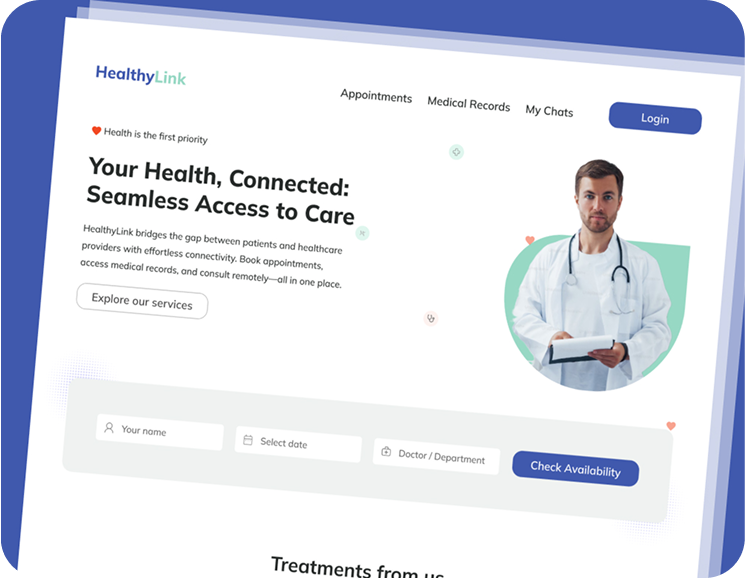 HealthyLink
Appointments
Medical Records
My Chats
Login
Health is the first priority
Your Health, Connected:
Seamless Access to Care
HealthyLink bridges the gap between patients and healthcare
providers with effortless connectivity. Book appointments,
access medical records, and consult remotely—all in one place.
Explore our services
Your name
Select date
Doctor / Department
Check Availability
Treatments from us